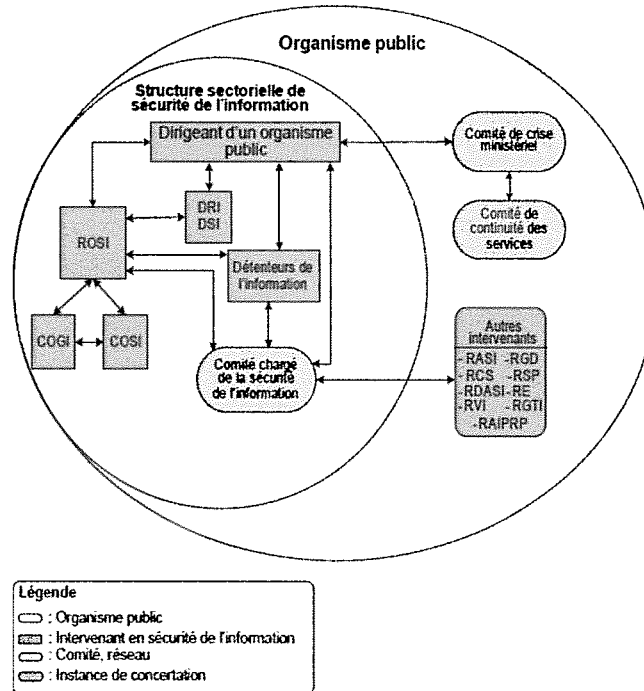 Organisme public
Structure sectorielle de
sécurité de l'information
Dirigeant d'un organisme
public
Comité de crise
ministériel
DRI
DSI
Comité de
continuité des
services
ROSI
Détenteurs de
l'information
COGI
COSI
Autres
intervenants
-RASI -RGD
-RCS -RSP
-RDASI-RE
-RVI -RGTI
-RAIPRP
Comité chargé
de la sécurité
de l'information
Légende
: Organisme public
: Intervenant en sécurité de l'information
: Comité, réseau
: Instance de concertation